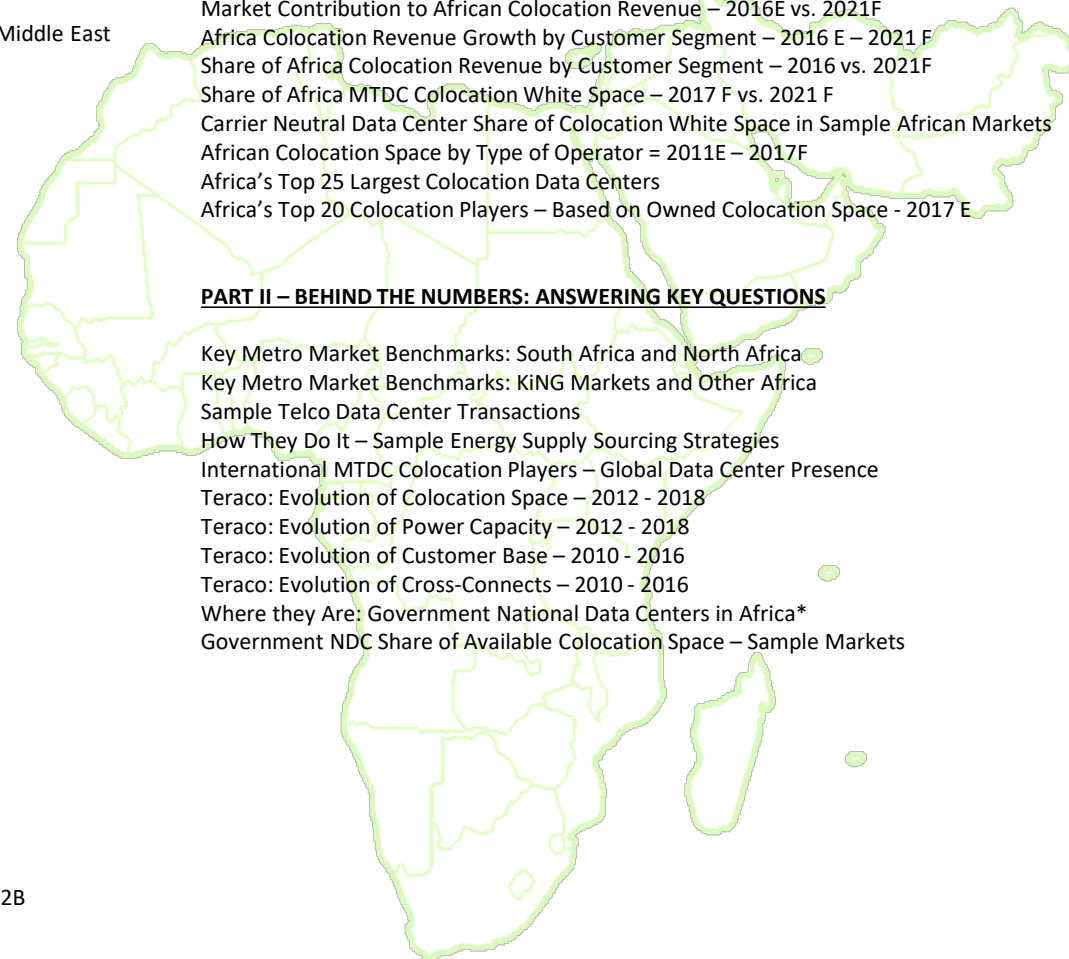 Market Contribution to African Colocation Revenue – 2016E vs. 2021F
Middle East
Africa Colocation Revenue Growth by Customer Segment – 2016 E – 2021 F
Share of Africa Colocation Revenue by Customer Segment – 2016 vs. 2021F
Share of Africa MTDC Colocation White Space – 2017 F vs. 2021 F
Carrier Neutral Data Center Share of Colocation White Space in Sample African Markets
African Colocation Space by Type of Operator = 2011E – 2017F
Africa's Top 25 Largest Colocation Data Centers
Africa's Top 20 Colocation Players – Based on Owned Colocation Space - 2017 E
PART II – BEHIND THE NUMBERS: ANSWERING KEY QUESTIONS
Key Metro Market Benchmarks: South Africa and North Africa
Key Metro Market Benchmarks: KiNG Markets and Other Africa
Sample Telco Data Center Transactions
How They Do It – Sample Energy Supply Sourcing Strategies
International MTDC Colocation Players – Global Data Center Presence
Teraco: Evolution of Colocation Space – 2012 - 2018
Teraco: Evolution of Power Capacity – 2012 - 2018
Teraco: Evolution of Customer Base – 2010 - 2016
Teraco: Evolution of Cross-Connects – 2010 - 2016
Where they Are: Government National Data Centers in Africa*
Government NDC Share of Available Colocation Space – Sample Markets
2B